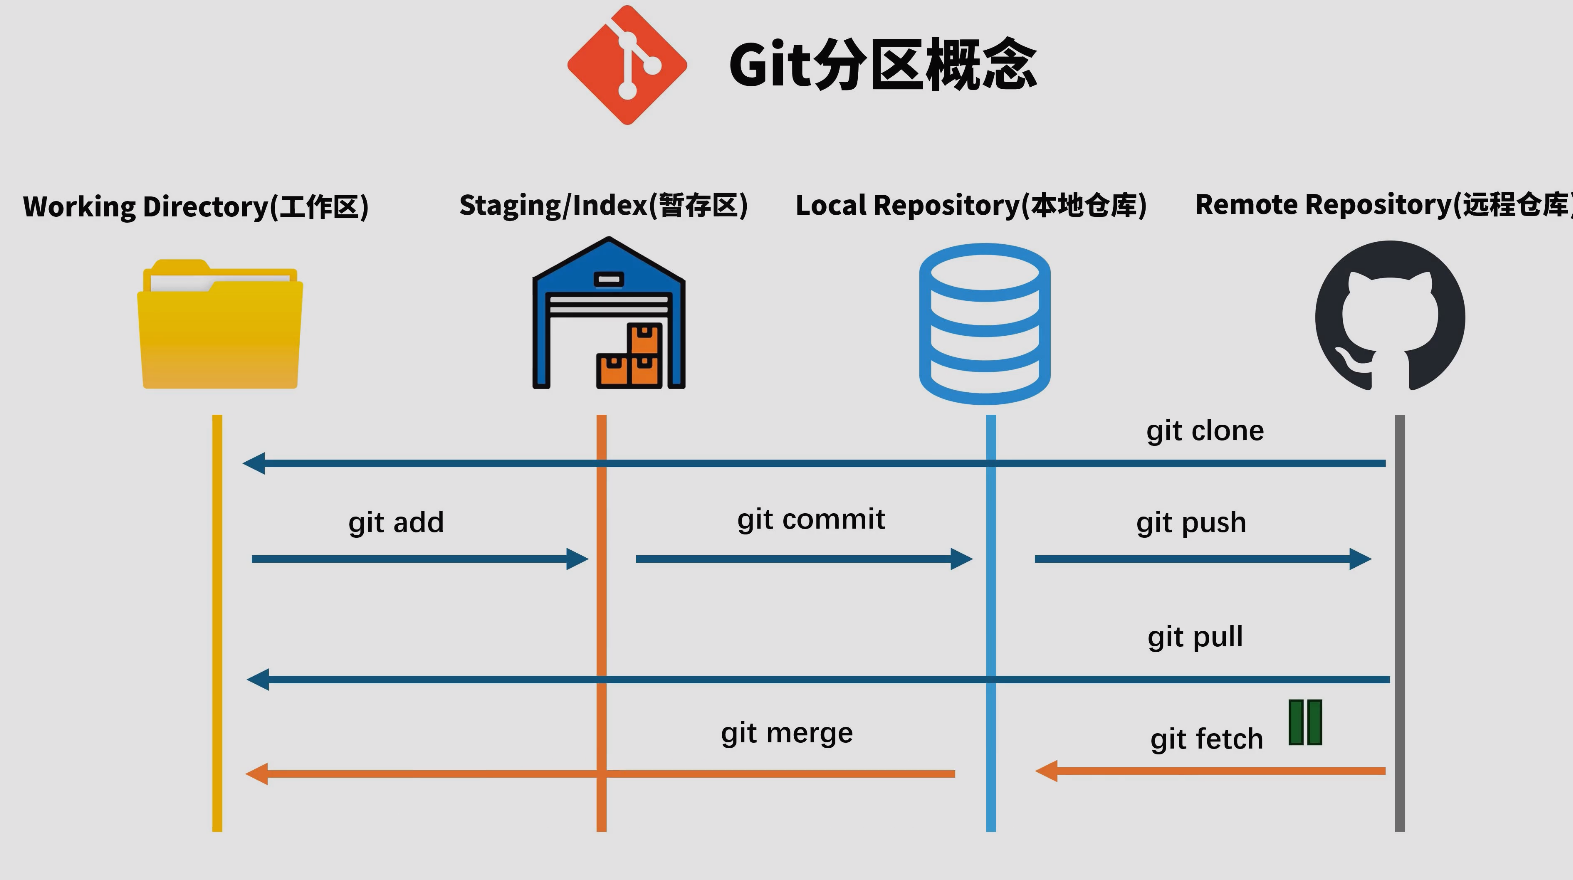 Git分区概念
Working Directory(工作区)
Staging/Index(暂存区)
Local Repository(本地仓库)
Remote Repository(远程仓库)
git clone
git add
git commit
git push
git pull
git merge
git fetch